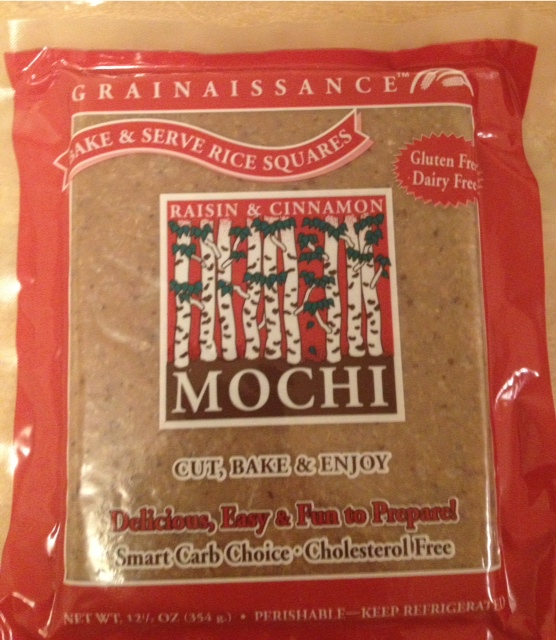 GRAINAISSANCE™
BAKE & SERVE RICE SQUARES
Gluten Free
Dairy Free
RAISIN & CINNAMON
MOCHI
CUT, BAKE & ENJOY
Delicious, Easy & Fun to Prepare!
Smart Carb Choice • Cholesterol Free
NET WT. 12½ OZ (354 g.) • PERISHABLE—KEEP REFRIGERATED